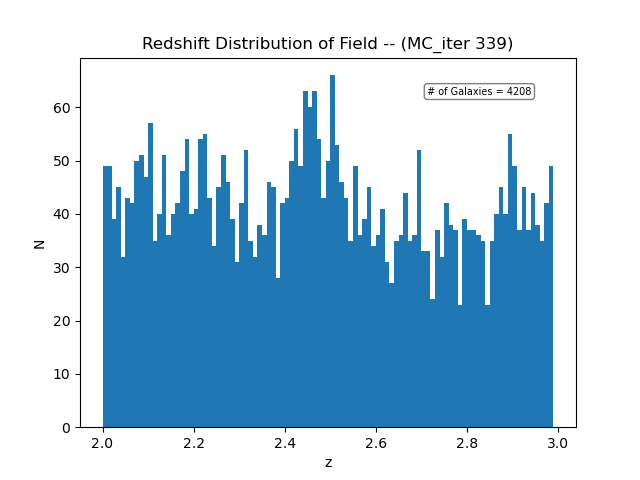 Redshift Distribution of Field -- (MC_iter 339)
# of Galaxies = 4208
N
60
50
40
30
20
10
0
2.0 2.2 2.4 2.6 2.8 3.0
z